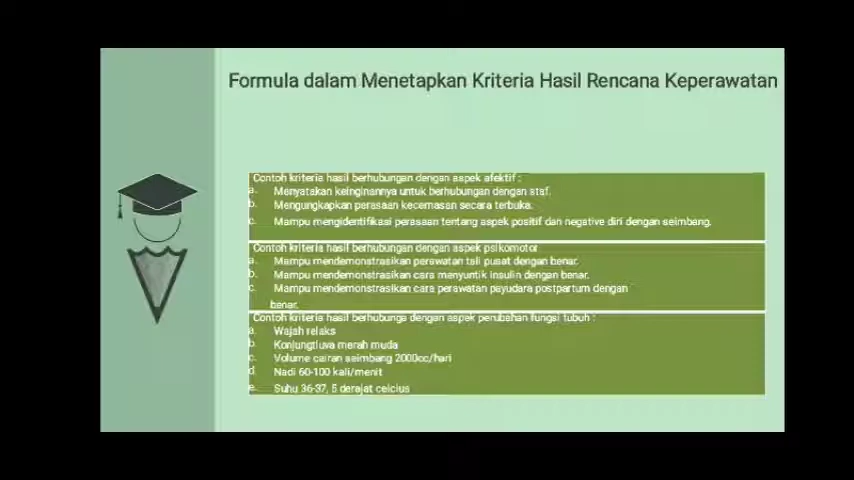 Formula dalam Menetapkan Kriteria Hasil Rencana Keperawatan
Contoh kriteria hasil berhubungan dengan aspek afektif :
a. Menyatakan keinginannya untuk berhubungan dengan staf.
b. Mengungkapkan perasaan kecemasan secara terbuka.
c. Mampu mengidentifikasi perasaan tentang aspek positif dan negative diri dengan seimbang.
Contoh kriteria hasil berhubungan dengan aspek psikomotor
a. Mampu mendemonstrasikan perawatan tali pusat dengan benar.
b. Mampu mendemonstrasikan cara menyuntik insulin dengan benar.
c. Mampu mendemonstrasikan cara perawatan payudara postpartum dengan
benar.
Contoh kriteria hasil berhubunga dengan aspek perubahan fungsi tubuh :
a. Wajah relaks
b. Konjungtiuva merah muda
c. Volume cairan seimbang 2000cc/hari
d. Nadi 60-100 kali/menit
e. Suhu 36-37, 5 derajat celcius